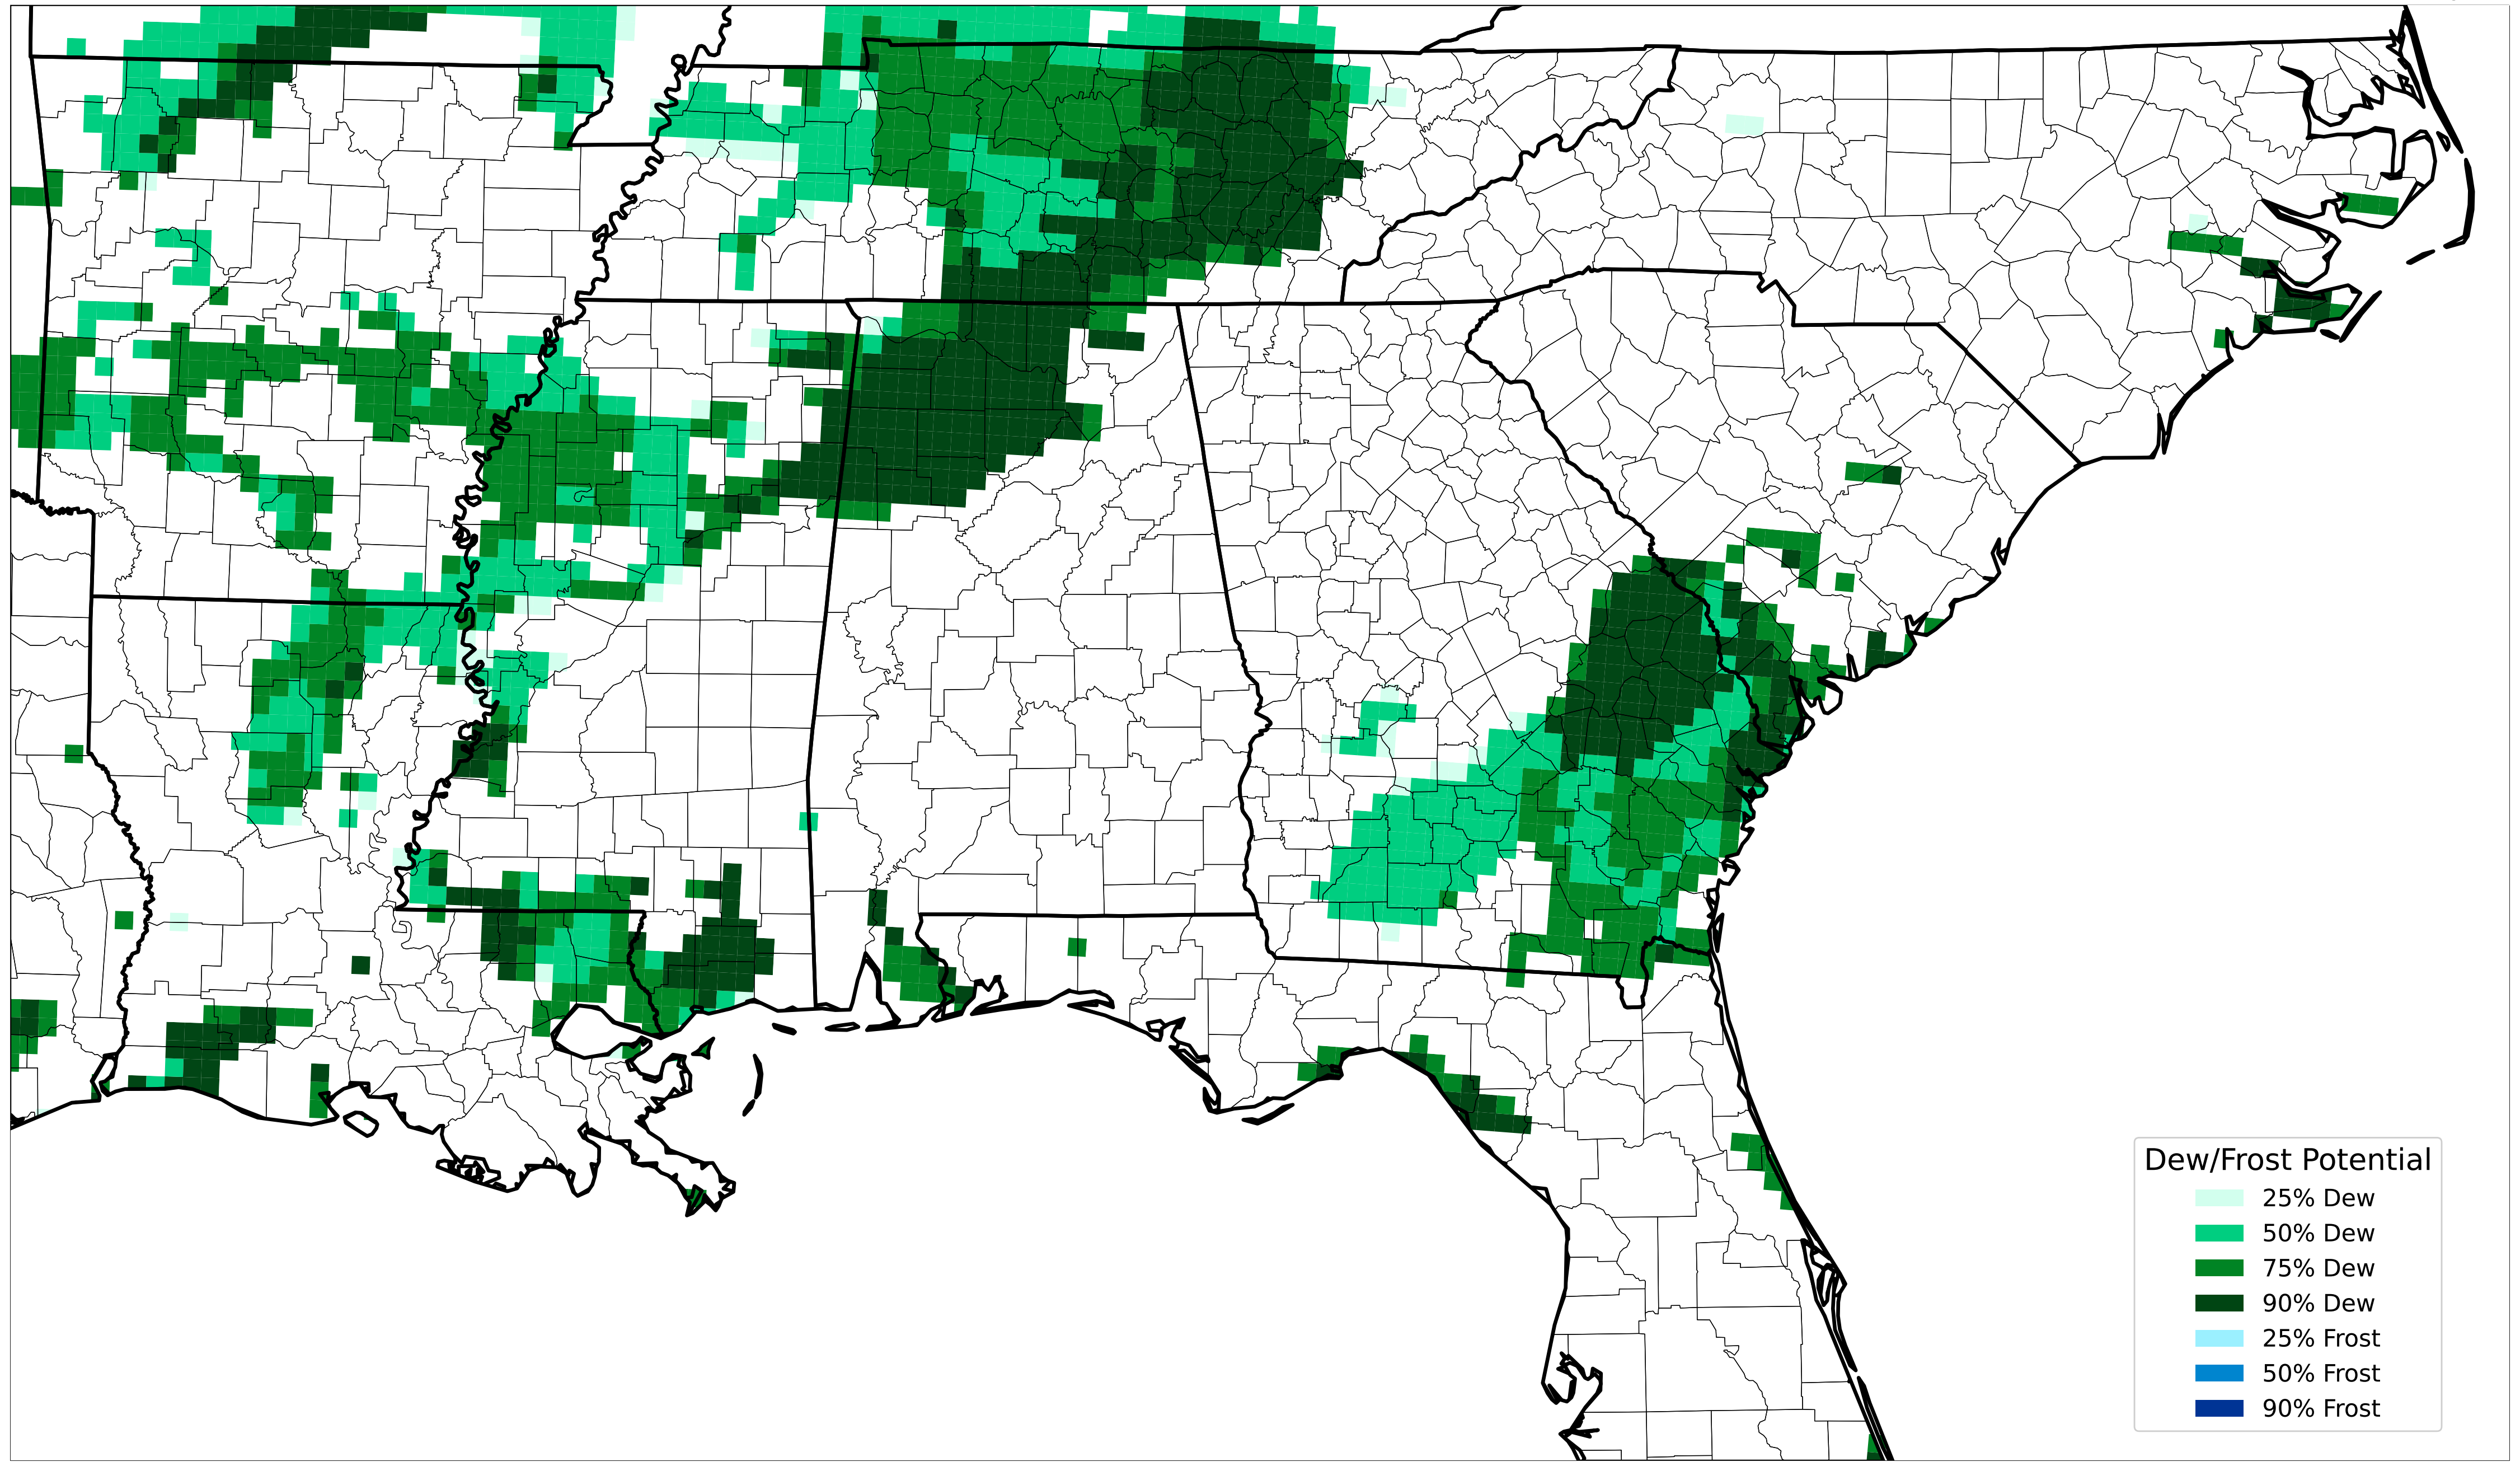 Dew/Frost Potential
25% Dew
50% Dew
75% Dew
90% Dew
25% Frost
50% Frost
90% Frost